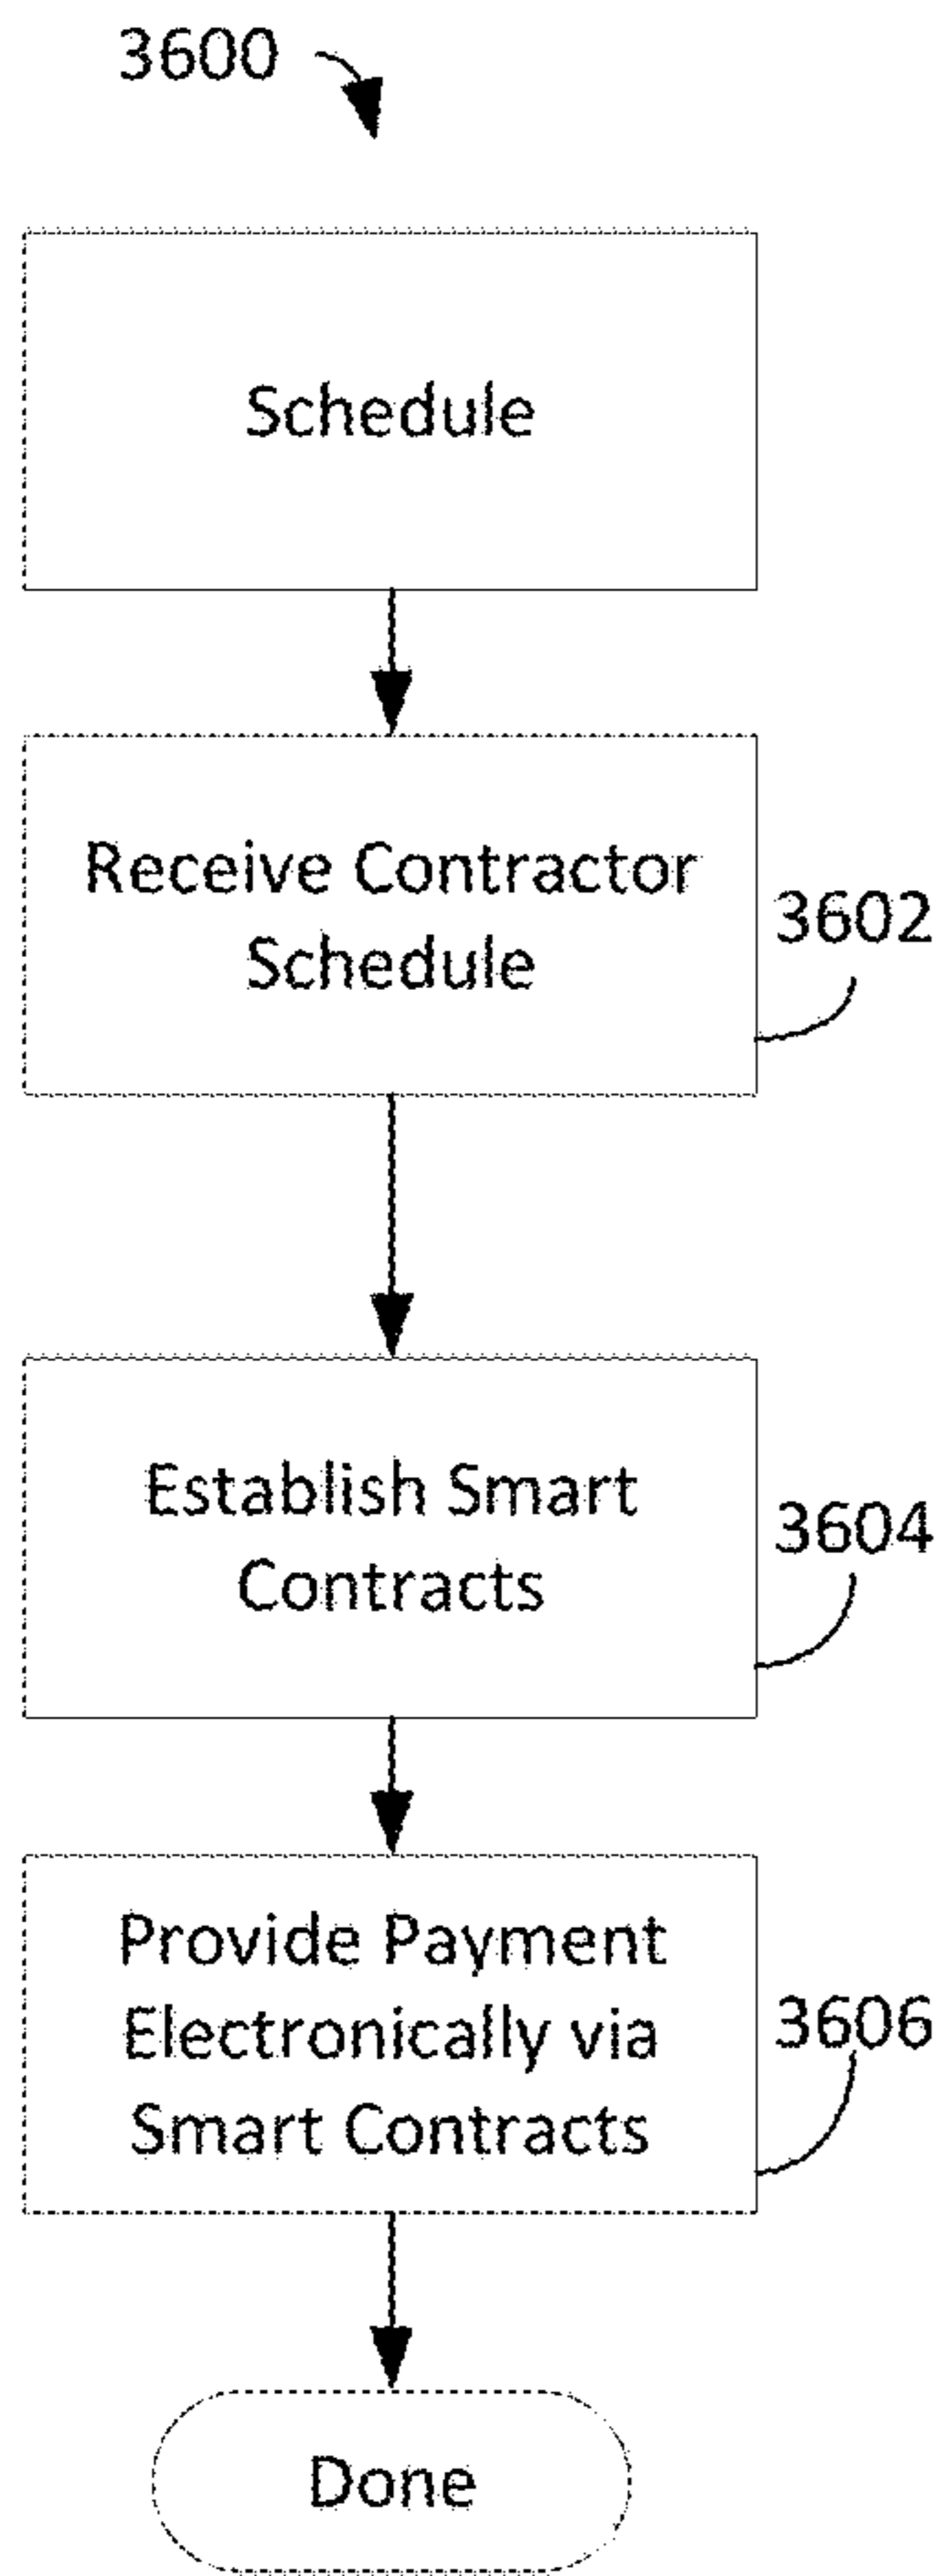 3600
Schedule
Receive Contractor
Schedule
3602
Establish Smart
Contracts
3604
Provide Payment
Electronically via
Smart Contracts
3606
Done